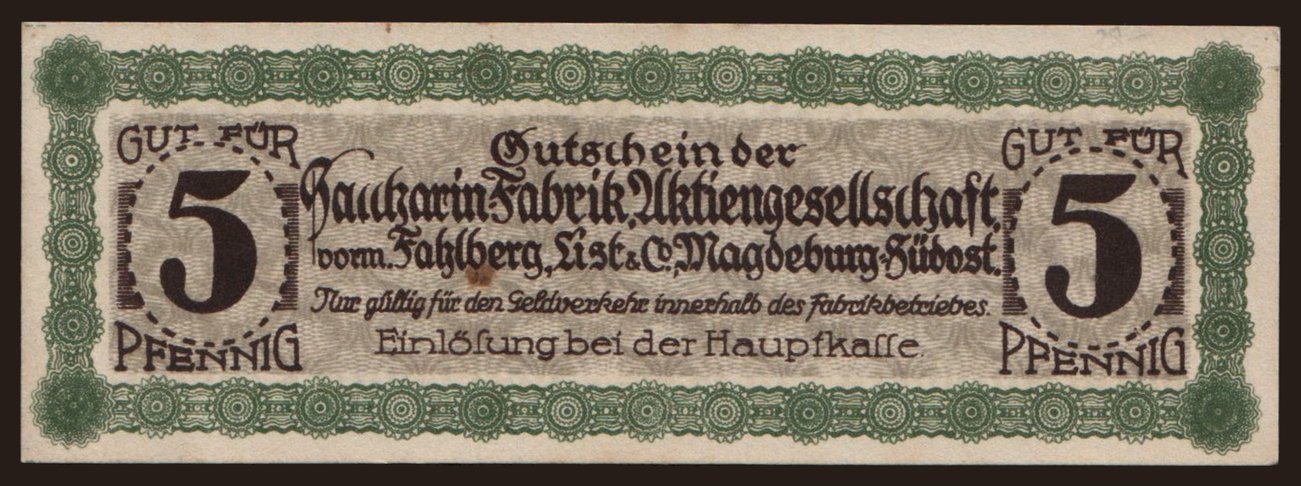 GUT FÜR
5
PFENNIG
Gutschein der
Saccharin-Fabrik, Aktiengesellschaft,
vorm. Fahlberg, List & Co, Magdeburg-Südost.
Nur gültig für den Geldverkehr innerhalb des Fabrikbetriebes.
Einlösung bei der Hauptkasse.
GUT FÜR
5
PFENNIG